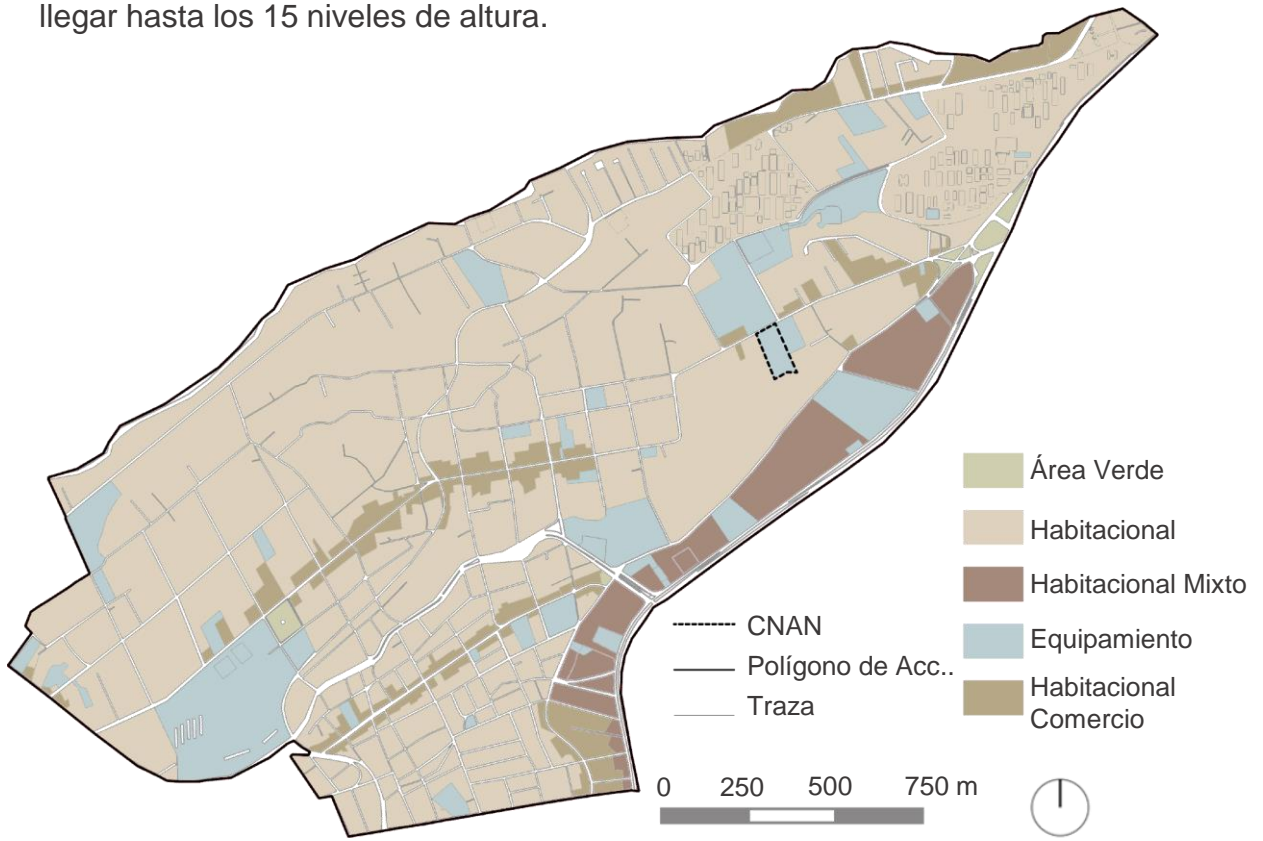 llegar hasta los 15 niveles de altura.
Área Verde
Habitacional
Habitacional Mixto
Equipamiento
Habitacional
Comercio
CNAN
Polígono de Acc..
Traza
0 250 500 750 m